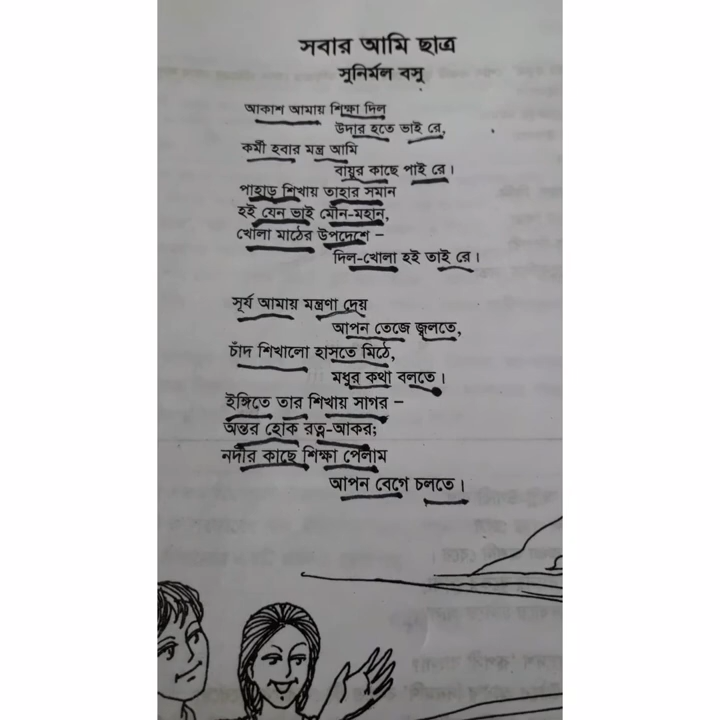 সবার আমি ছাত্র
সুনির্মল বসু
আকাশ আমায় শিক্ষা দিল
উদার হতে ভাই রে,
কর্মী হবার মন্ত্র আমি
বায়ুর কাছে পাই রে।
পাহাড় শিখায় তাহার সমান
হই যেন ভাই মৌন-মহান,
খোলা মাঠের উপদেশে –
দিল-খোলা হই তাই রে।
সূর্য আমায় মন্ত্রণা দেয়
আপন তেজে জ্বলতে,
চাঁদ শিখালো হাসতে মিঠে,
মধুর কথা বলতে।
ইঙ্গিতে তার শিখায় সাগর –
অন্তর হোক রত্ন-আকর;
নদীর কাছে শিক্ষা পেলাম
আপন বেগে চলতে।